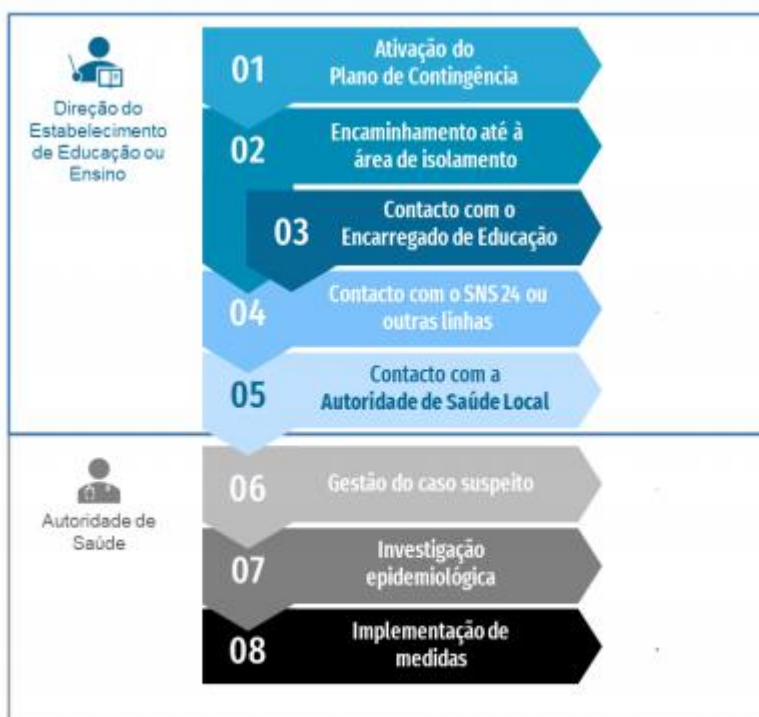 Direção do
Estabelecimento
de Educação ou
Ensino
01
Ativação do
Plano de Contingência
02
Encaminhamento até à
área de isolamento
03
Contacto com o
Encarregado de Educação
04
Contacto com o SNS 24 ou
outras linhas
05
Contacto com a
Autoridade de Saúde Local
Autoridade de
Saúde
06
Gestão do caso suspeito
07
Investigação
epidemiológica
08
Implementação de
medidas